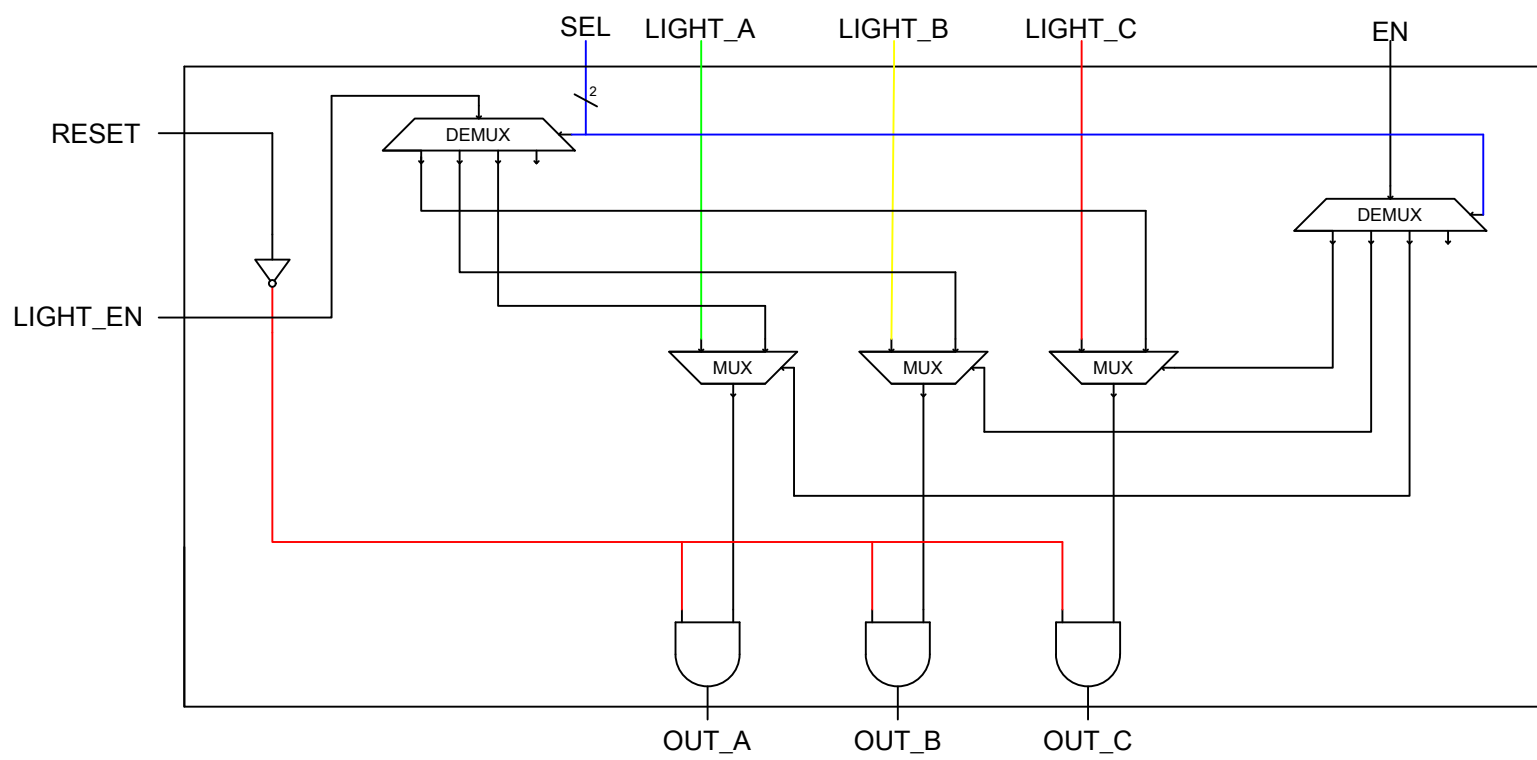 SEL
LIGHT_A
LIGHT_B
LIGHT_C
EN
2
RESET
DEMUX
DEMUX
LIGHT_EN
MUX
MUX
MUX
OUT_A
OUT_B
OUT_C